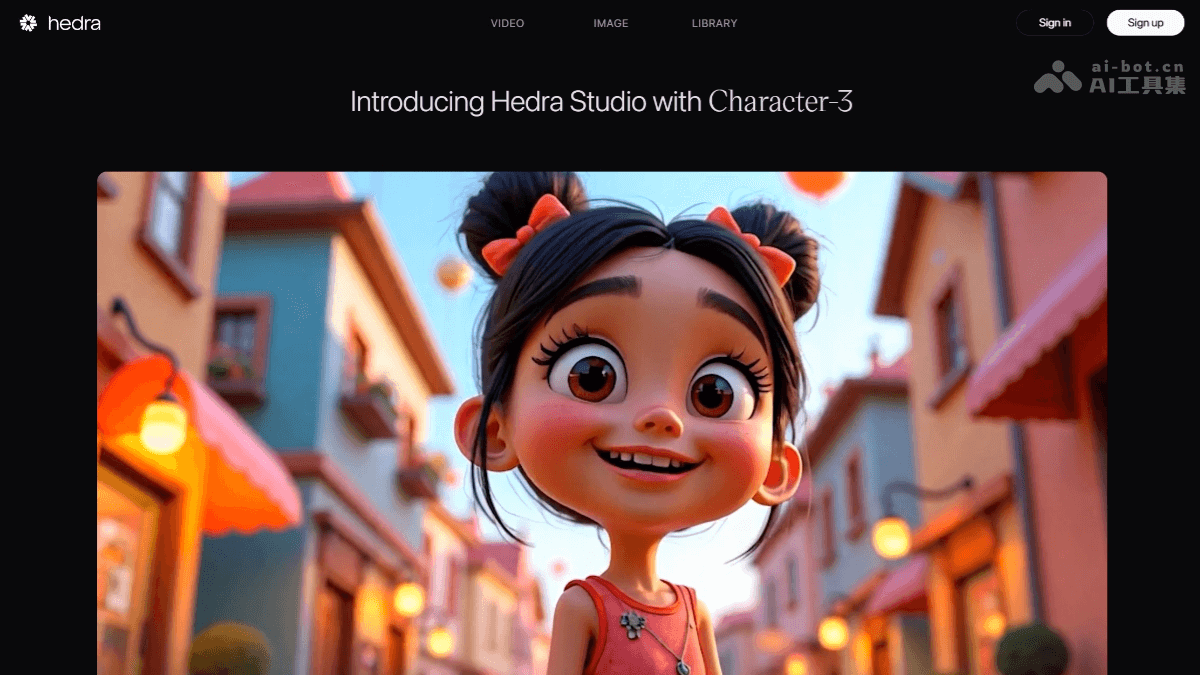 hedra
VIDEO
IMAGE
LIBRARY
Sign in
Sign up
ai-bot.cn
AI工具集
Introducing Hedra Studio with Character-3